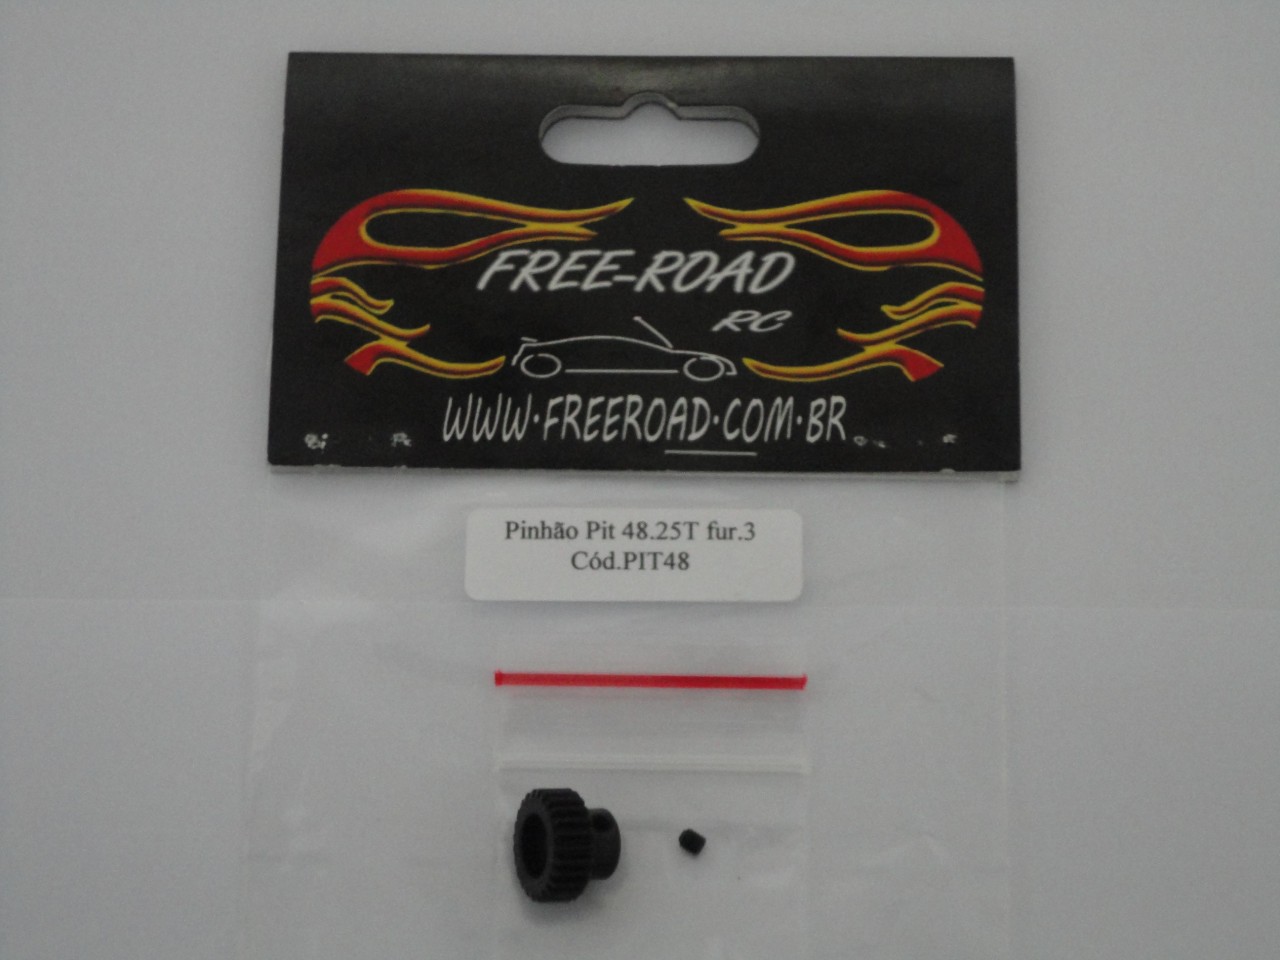 FREE-ROAD
RC
WWW.FREEROAD.COM.BR
Pinhão Pit 48.25T fur.3
Cód.PIT48